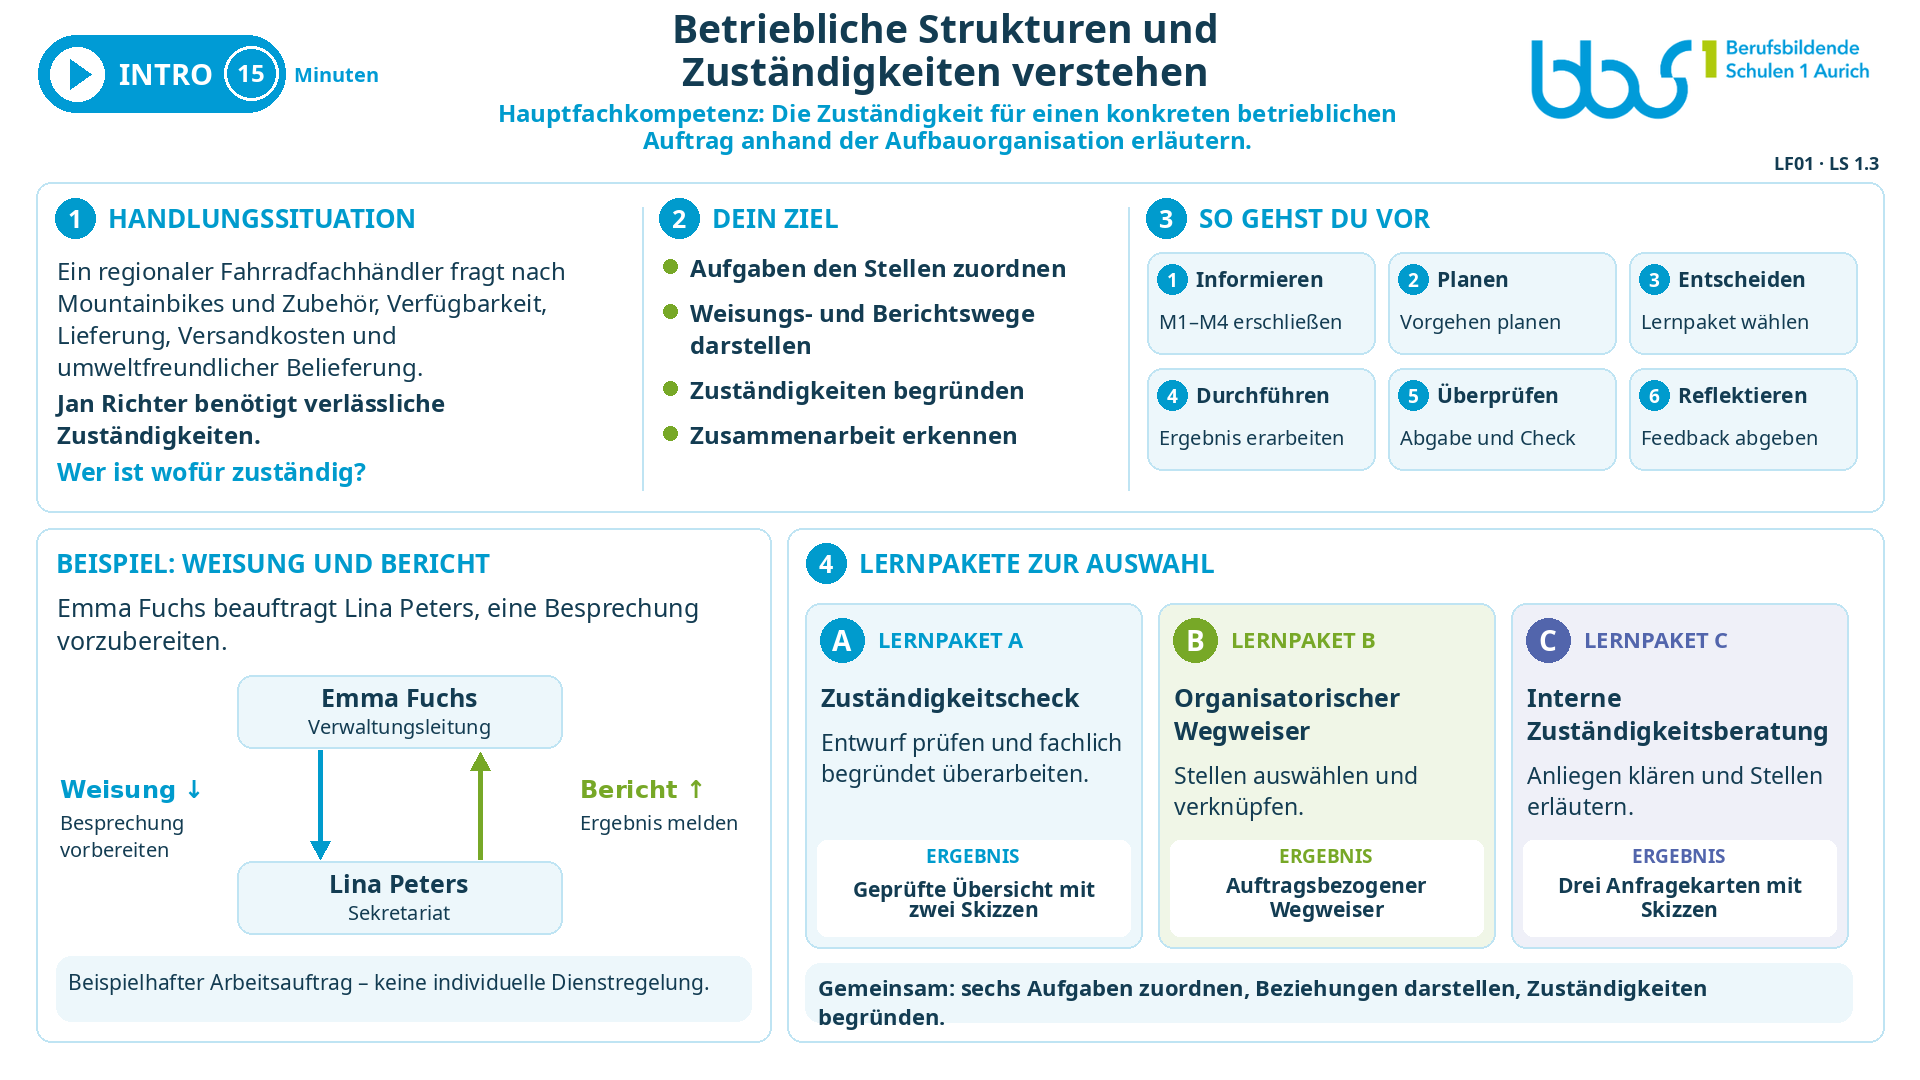 INTRO 15 Minuten
Betriebliche Strukturen und
Zuständigkeiten verstehen
Hauptfachkompetenz: Die Zuständigkeit für einen konkreten betrieblichen
Auftrag anhand der Aufbauorganisation erläutern.
bbs 1 Berufsbildende
Schulen 1 Aurich
LF01 · LS 1.3
1 HANDLUNGSSITUATION
Ein regionaler Fahrradfachhändler fragt nach
Mountainbikes und Zubehör, Verfügbarkeit,
Lieferung, Versandkosten und
umweltfreundlicher Belieferung.
Jan Richter benötigt verlässliche
Zuständigkeiten.
Wer ist wofür zuständig?
2 DEIN ZIEL
Aufgaben den Stellen zuordnen
Weisungs- und Berichtswege
darstellen
Zuständigkeiten begründen
Zusammenarbeit erkennen
3 SO GEHST DU VOR
1 Informieren
M1–M4 erschließen
2 Planen
Vorgehen planen
3 Entscheiden
Lernpaket wählen
4 Durchführen
Ergebnis erarbeiten
5 Überprüfen
Abgabe und Check
6 Reflektieren
Feedback abgeben
BEISPIEL: WEISUNG UND BERICHT
Emma Fuchs beauftragt Lina Peters, eine Besprechung
vorzubereiten.
Emma Fuchs
Verwaltungsleitung
Weisung ↓
Besprechung
vorbereiten
Bericht ↑
Ergebnis melden
Lina Peters
Sekretariat
Beispielhafter Arbeitsauftrag – keine individuelle Dienstregelung.
4 LERNPAKETE ZUR AUSWAHL
A LERNPAKET A
Zuständigkeitscheck
Entwurf prüfen und fachlich
begründet überarbeiten.
ERGEBNIS
Geprüfte Übersicht mit
zwei Skizzen
B LERNPAKET B
Organisatorischer
Wegweiser
Stellen auswählen und
verknüpfen.
ERGEBNIS
Auftragsbezogener
Wegweiser
C LERNPAKET C
Interne
Zuständigkeitsberatung
Anliegen klären und Stellen
erläutern.
ERGEBNIS
Drei Anfragekarten mit
Skizzen
Gemeinsam: sechs Aufgaben zuordnen, Beziehungen darstellen, Zuständigkeiten
begründen.